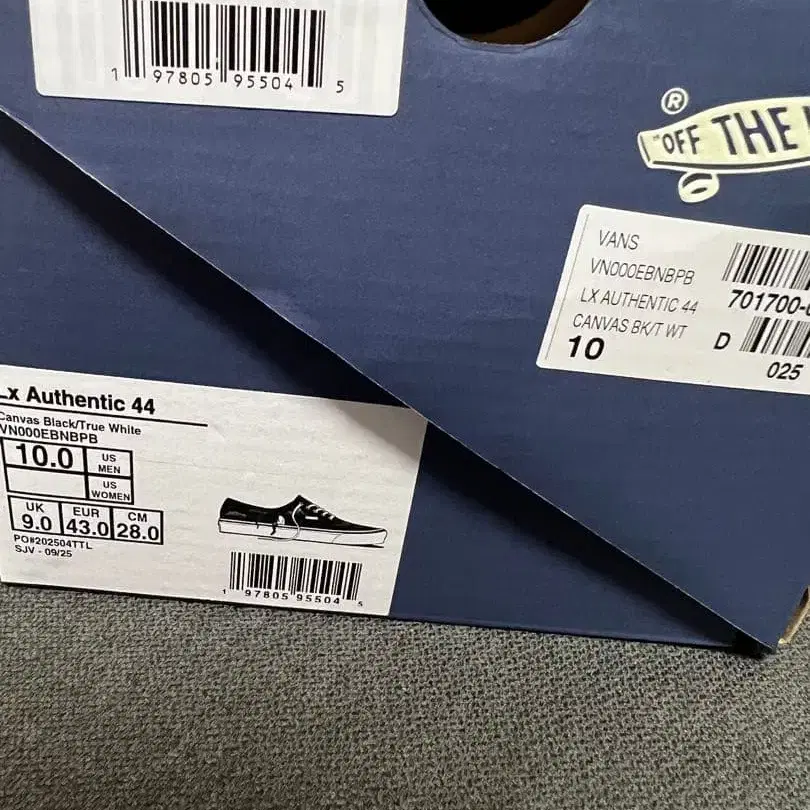 1 97805 95504 5
®
"OFF THE
VANS
VN000EBNBPB
LX AUTHENTIC 44
CANVAS BK/T WT
10
701700-
D
025
Lx Authentic 44
Canvas Black/True White
VN000EBNBPB
10.0 US MEN
US WOMEN
UK EUR CM
9.0 43.0 28.0
PO#202504TTL
SJV - 09/25
1 97805 95504 5